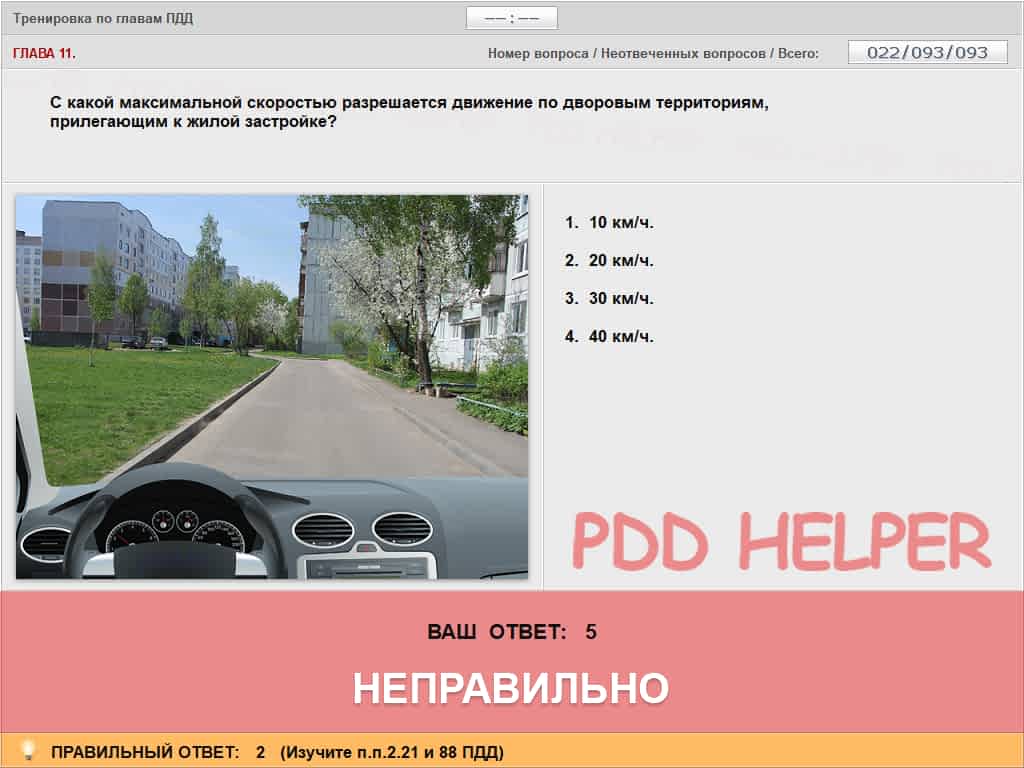 Тренировка по главам ПДД
–– : ––
ГЛАВА 11.
Номер вопроса / Неотвеченных вопросов / Всего:
022/093/093
С какой максимальной скоростью разрешается движение по дворовым территориям,
прилегающим к жилой застройке?
1. 10 км/ч.
2. 20 км/ч.
3. 30 км/ч.
4. 40 км/ч.
PDD HELPER
ВАШ ОТВЕТ: 5
НЕПРАВИЛЬНО
ПРАВИЛЬНЫЙ ОТВЕТ: 2 (Изучите п.п.2.21 и 88 ПДД)